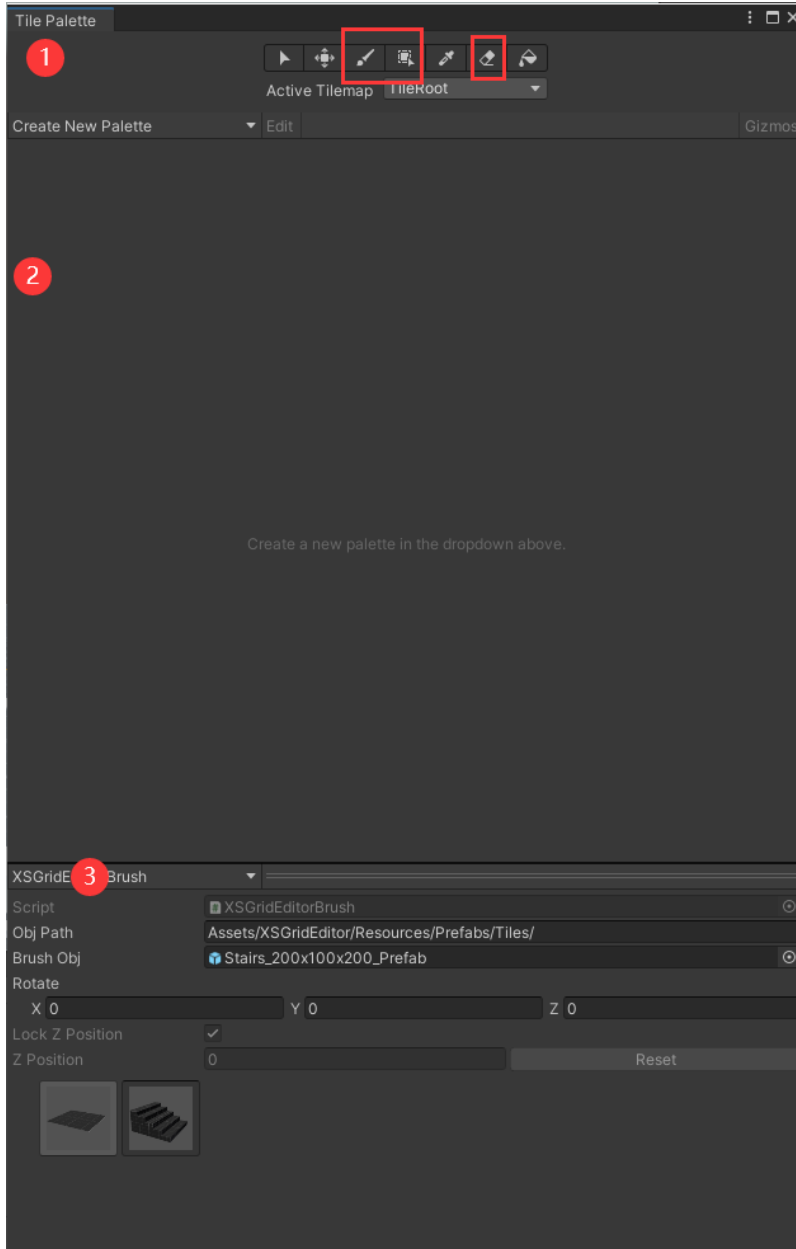 Tile Palette
1
Active Tilemap TileRoot
Create New Palette Edit Gizmos
2
Create a new palette in the dropdown above.
XSGridE 3 Brush
Script XSGridEditorBrush
Obj Path Assets/XSGridEditor/Resources/Prefabs/Tiles/
Brush Obj Stairs_200x100x200_Prefab
Rotate
X 0 Y 0 Z 0
Lock Z Position
Z Position 0 Reset